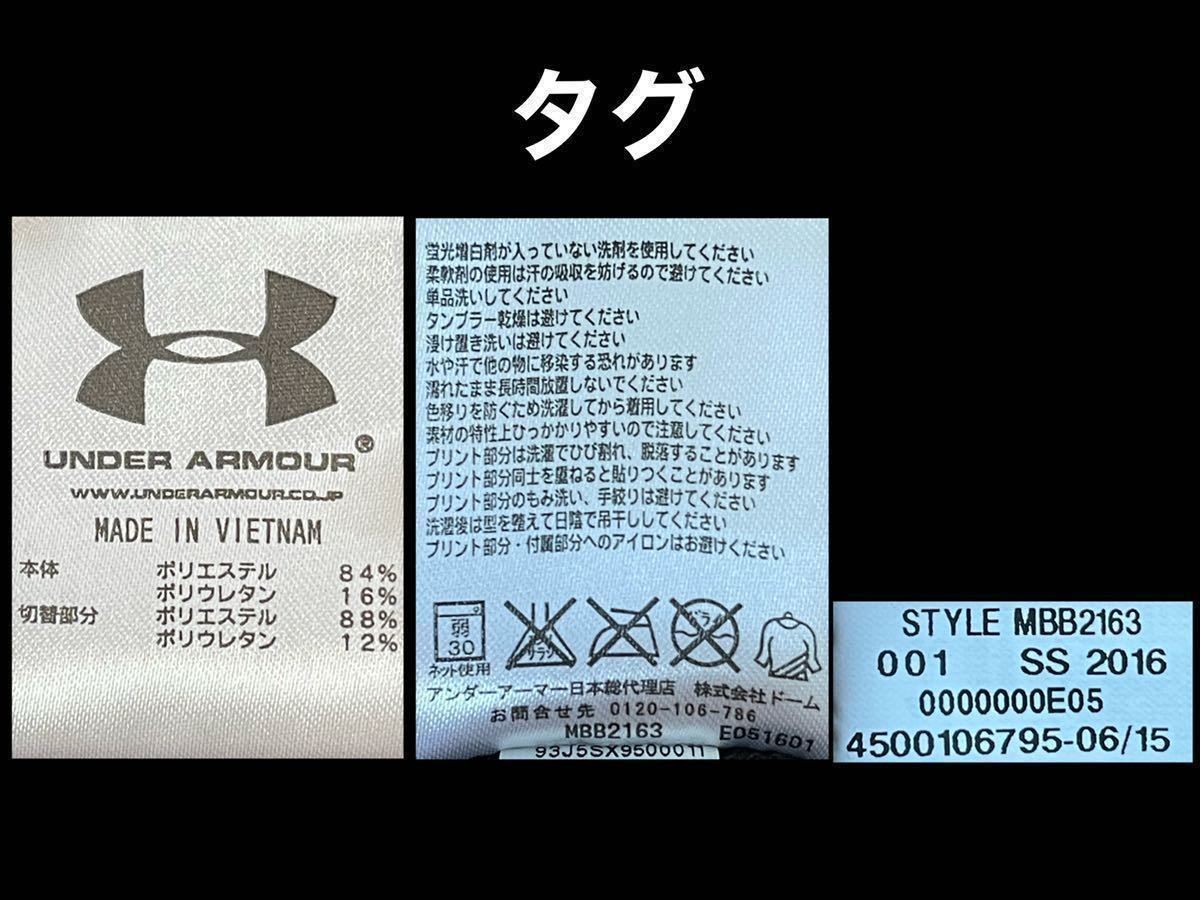 タグ
UNDER ARMOUR®
WWW.UNDERARMOUR.CO.JP
MADE IN VIETNAM
本体 ポリエステル 84%
ポリウレタン 16%
切替部分 ポリエステル 88%
ポリウレタン 12%
蛍光増白剤が入っていない洗剤を使用してください
柔軟剤の使用は汗の吸収を妨げるので避けてください
単品洗いしてください
タンブラー乾燥は避けてください
浸け置き洗いは避けてください
水や汗で他の物に移染する恐れがあります
濡れたまま長時間放置しないでください
色移りを防ぐため洗濯してから着用してください
素材の特性上ひっかかりやすいので注意してください
プリント部分は洗濯でひび割れ、脱落することがあります
プリント部分同士を重ねると貼りつくことがあります
プリント部分のもみ洗い、手絞りは避けてください
洗濯後は型を整えて日陰で吊干ししてください
プリント部分・付属部分へのアイロンはお避けください
弱
30
エンソ
サラシ
ドライ
ネット使用
アンダーアーマー日本総代理店 株式会社ドーム
お問合せ先 0120-106-786
MBB2163 E051601
93J5SX9500011
STYLE MBB2163
001 SS 2016
0000000E05
4500106795-06/15